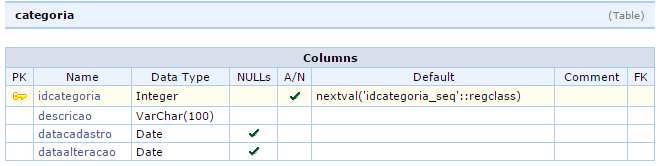 categoria (Table)
Columns
PK Name Data Type NULLs A/N Default Comment FK
idcategoria Integer nextval('idcategoria_seq'::regclass)
descricao VarChar(100)
datacadastro Date
dataalteracao Date